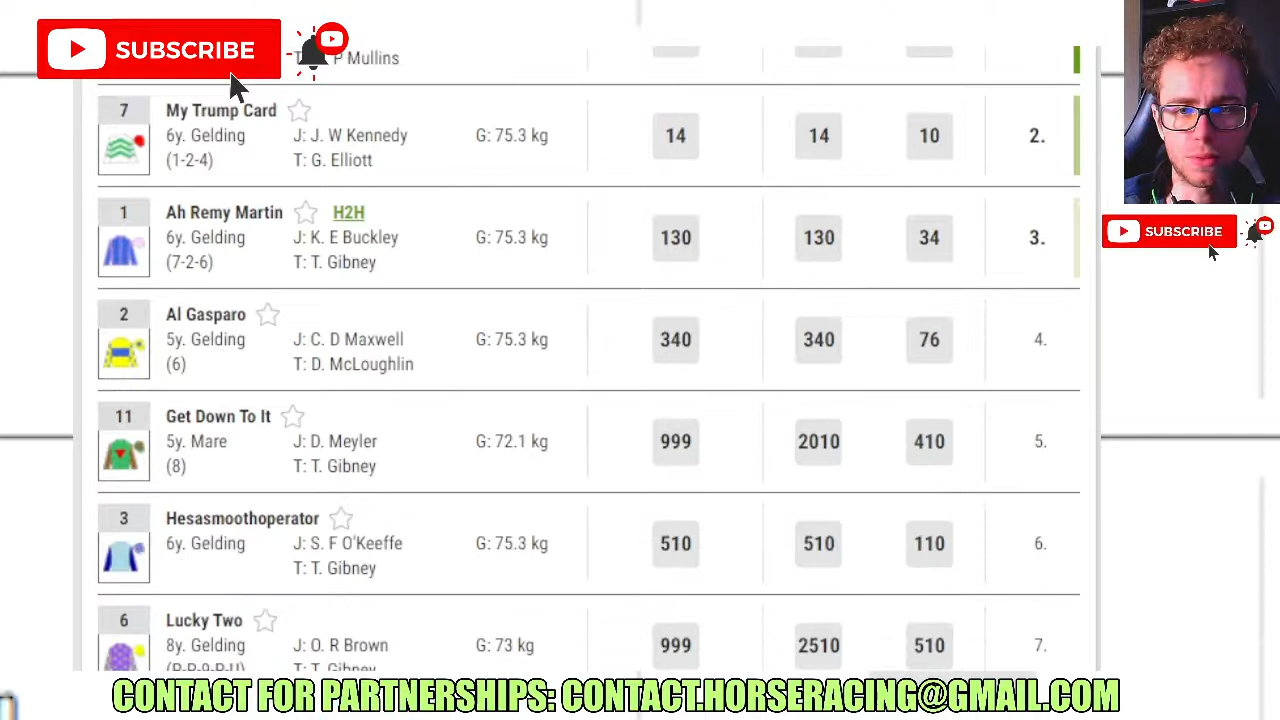 SUBSCRIBE
P Mullins
7 My Trump Card
6y. Gelding J: J. W Kennedy G: 75.3 kg 14 14 10 2.
(1-2-4) T: G. Elliott
1 Ah Remy Martin H2H
6y. Gelding J: K. E Buckley G: 75.3 kg 130 130 34 3.
(7-2-6) T: T. Gibney
SUBSCRIBE
2 Al Gasparo
5y. Gelding J: C. D Maxwell G: 75.3 kg 340 340 76 4.
(6) T: D. McLoughlin
11 Get Down To It
5y. Mare J: D. Meyler G: 72.1 kg 999 2010 410 5.
(8) T: T. Gibney
3 Hesasmoothoperator
6y. Gelding J: S. F O'Keeffe G: 75.3 kg 510 510 110 6.
T: T. Gibney
6 Lucky Two
8y. Gelding J: O. R Brown G: 73 kg 999 2510 510 7.
T: T. Gibney
CONTACT FOR PARTNERSHIPS: CONTACT.HORSERACING@GMAIL.COM